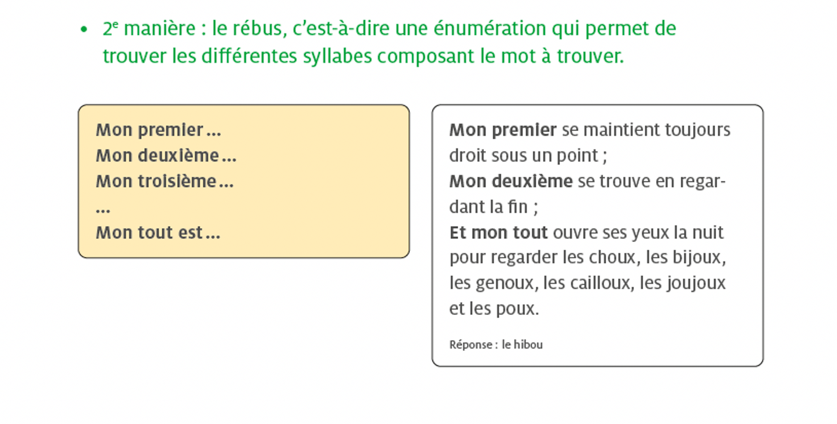 • 2e manière : le rébus, c'est-à-dire une énumération qui permet de
trouver les différentes syllabes composant le mot à trouver.
Mon premier...
Mon deuxième...
Mon troisième...
...
Mon tout est...
Mon premier se maintient toujours
droit sous un point ;
Mon deuxième se trouve en regar-
dant la fin ;
Et mon tout ouvre ses yeux la nuit
pour regarder les choux, les bijoux,
les genoux, les cailloux, les joujoux
et les poux.
Réponse : le hibou